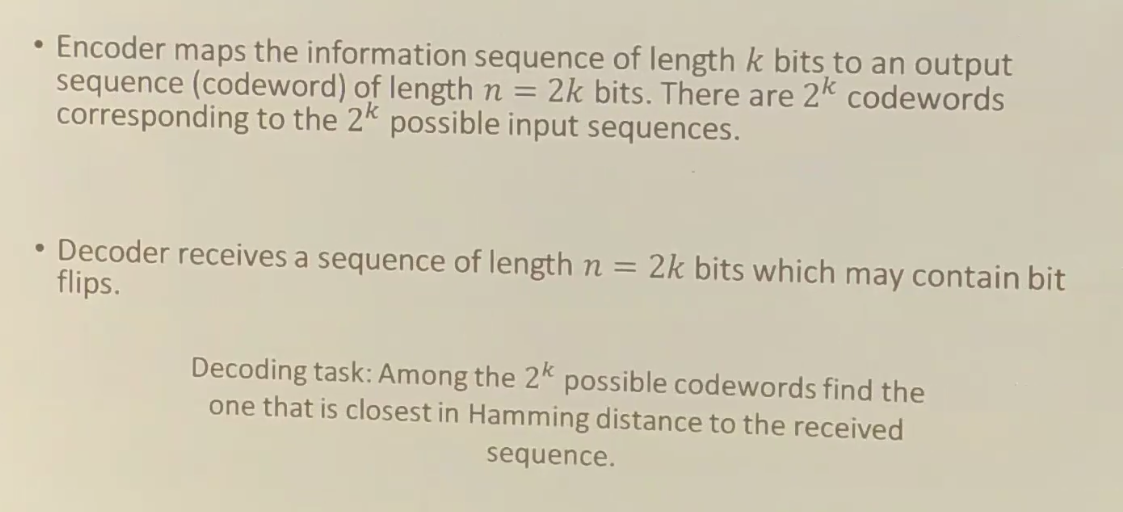 • Encoder maps the information sequence of length k bits to an output
sequence (codeword) of length n = 2k bits. There are 2ᵏ codewords
corresponding to the 2ᵏ possible input sequences.
• Decoder receives a sequence of length n = 2k bits which may contain bit
flips.
Decoding task: Among the 2ᵏ possible codewords find the
one that is closest in Hamming distance to the received
sequence.